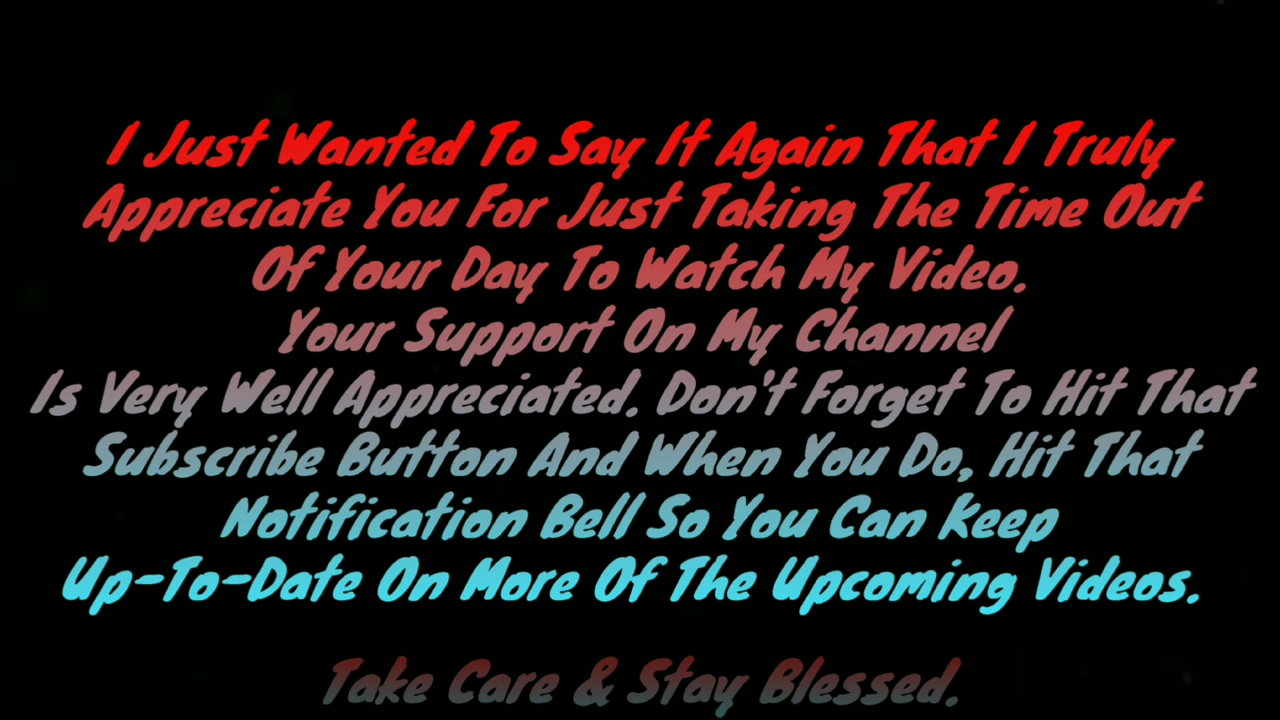 I Just Wanted To Say It Again That I Truly
Appreciate You For Just Taking The Time Out
Of Your Day To Watch My Video.
Your Support On My Channel
Is Very Well Appreciated. Don't Forget To Hit That
Subscribe Button And When You Do, Hit That
Notification Bell So You Can Keep
Up-To-Date On More Of The Upcoming Videos.
Take Care & Stay Blessed.